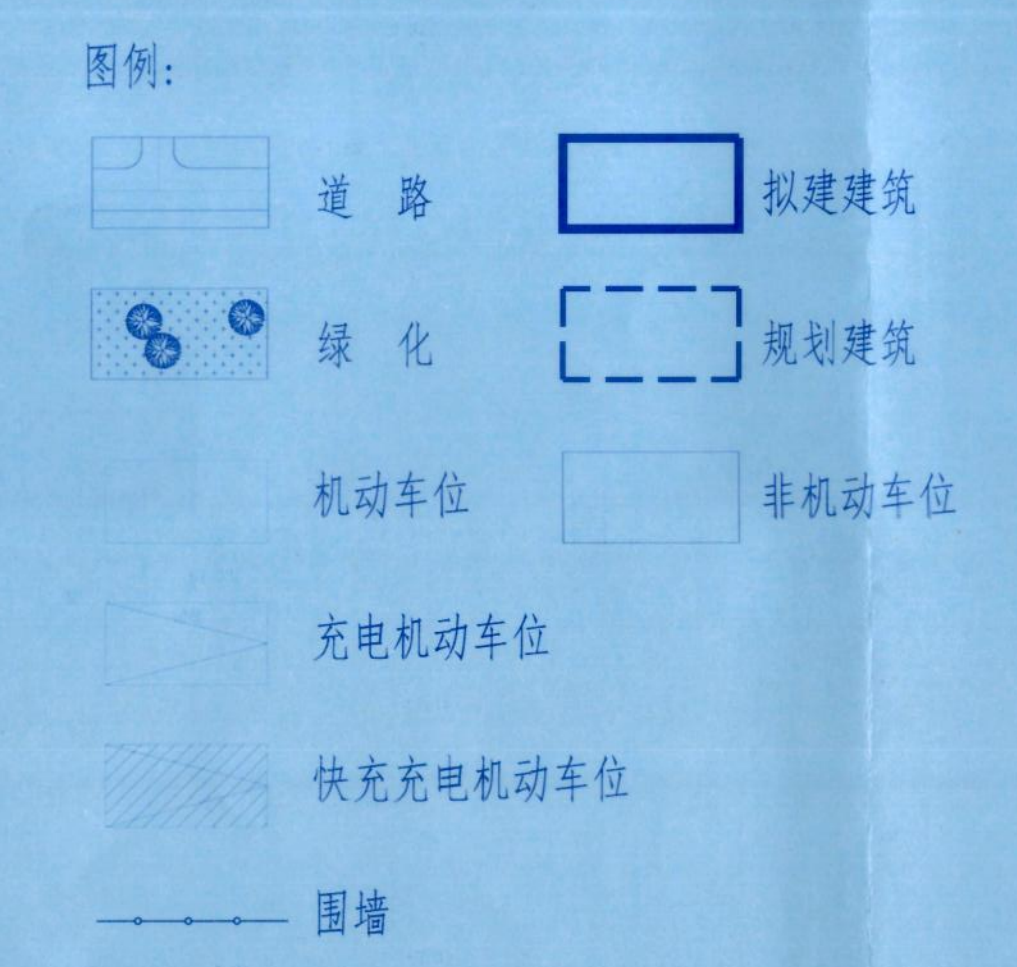 图例:
道 路 拟建建筑
绿 化 规划建筑
机动车位 非机动车位
充电机动车位
快充充电机动车位
围墙